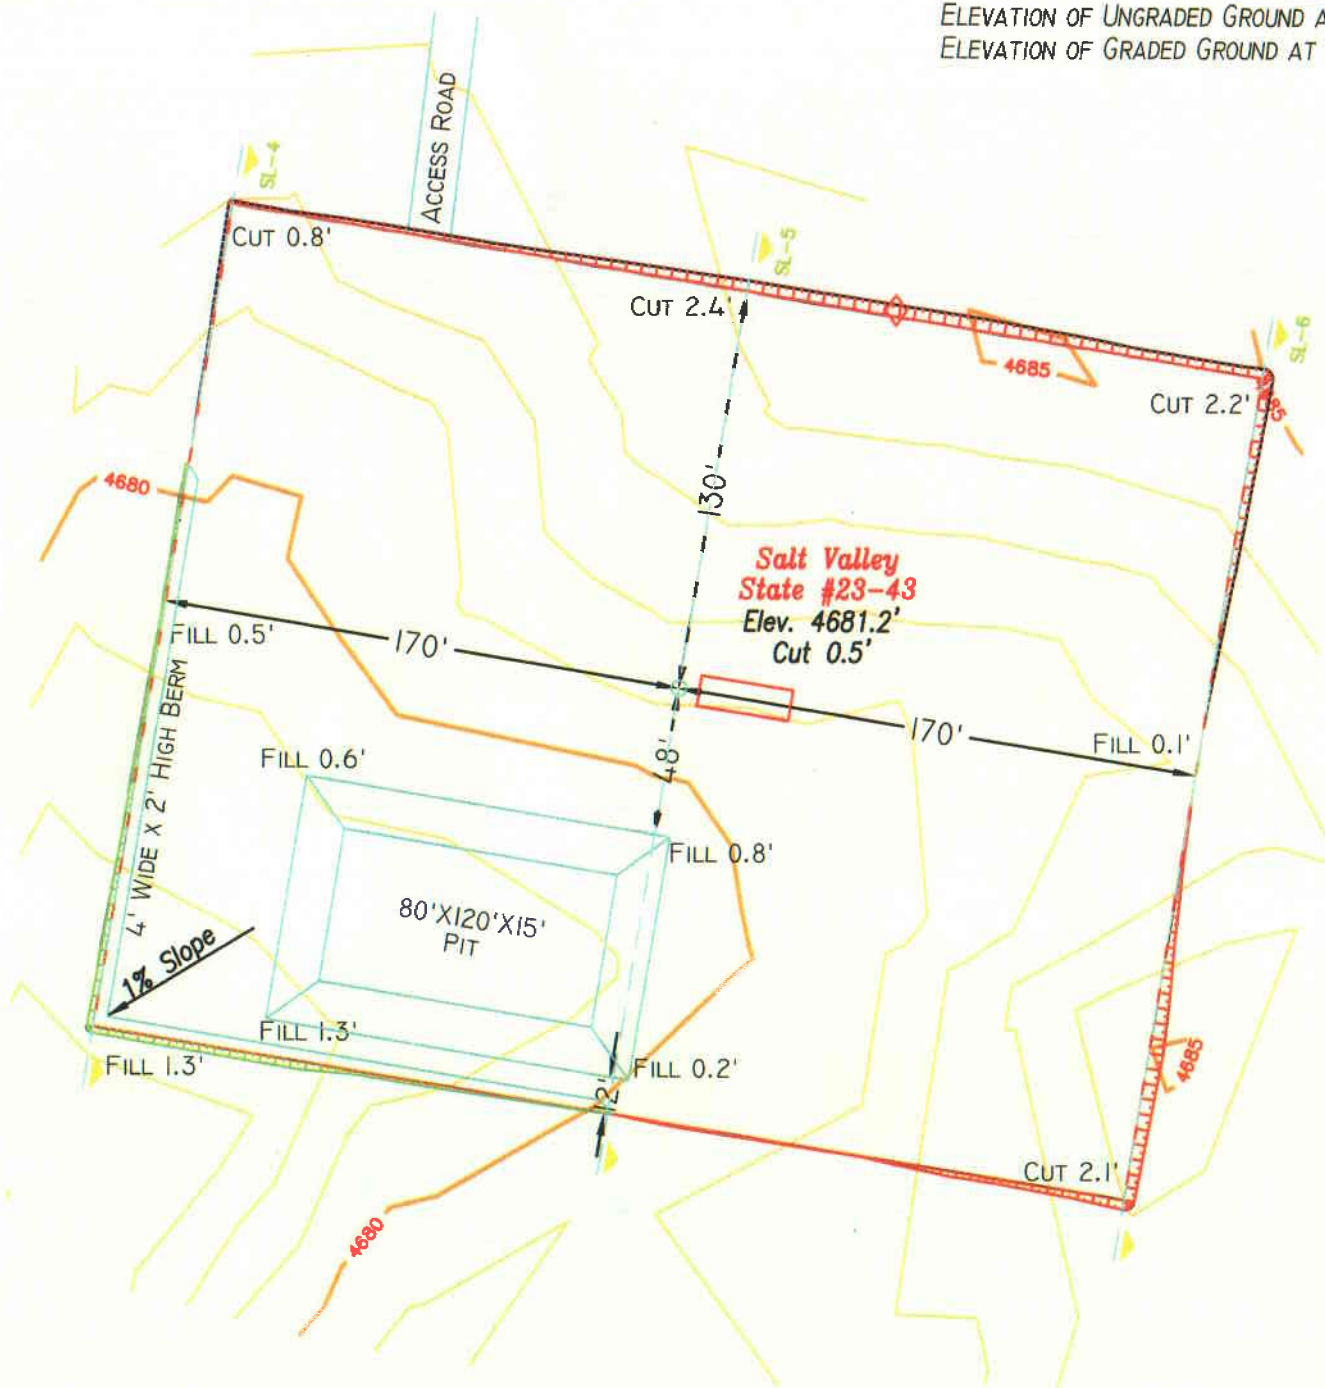 ELEVATION OF UNGRADED GROUND A
ELEVATION OF GRADED GROUND AT
ACCESS ROAD
SL-4
CUT 0.8'
SL-5
CUT 2.4'
4685
SL-6
CUT 2.2'
4680
130'
Salt Valley
State #23-43
Elev. 4681.2'
Cut 0.5'
FILL 0.5'
170'
170'
FILL 0.1'
48'
FILL 0.6'
FILL 0.8'
4' WIDE X 2' HIGH BERM
80'X120'X15'
PIT
1% Slope
FILL 1.3'
FILL 1.3'
FILL 0.2'
12'
4685
CUT 2.1'
4680